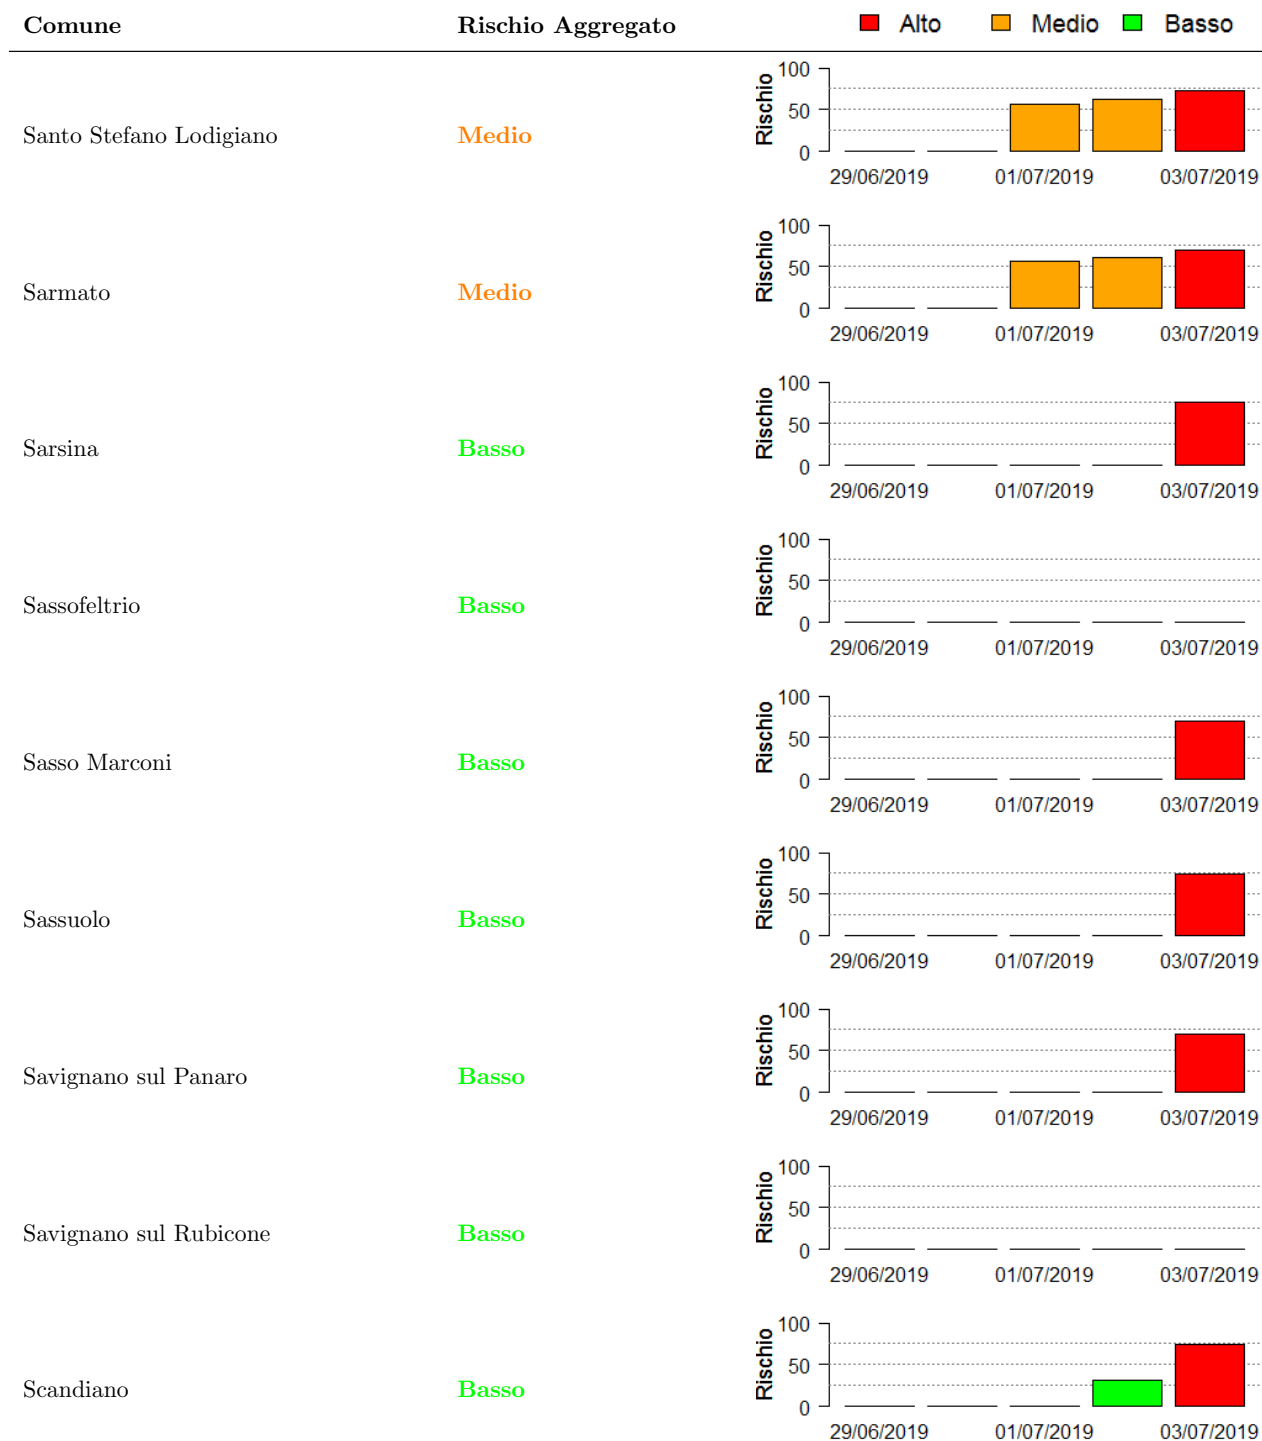 Comune Rischio Aggregato Alto Medio Basso
Santo Stefano Lodigiano Medio Rischio 100 50 0
29/06/2019 01/07/2019 03/07/2019
Sarmato Medio Rischio 100 50 0
29/06/2019 01/07/2019 03/07/2019
Sarsina Basso Rischio 100 50 0
29/06/2019 01/07/2019 03/07/2019
Sassofeltrio Basso Rischio 100 50 0
29/06/2019 01/07/2019 03/07/2019
Sasso Marconi Basso Rischio 100 50 0
29/06/2019 01/07/2019 03/07/2019
Sassuolo Basso Rischio 100 50 0
29/06/2019 01/07/2019 03/07/2019
Savignano sul Panaro Basso Rischio 100 50 0
29/06/2019 01/07/2019 03/07/2019
Savignano sul Rubicone Basso Rischio 100 50 0
29/06/2019 01/07/2019 03/07/2019
Scandiano Basso Rischio 100 50 0
29/06/2019 01/07/2019 03/07/2019